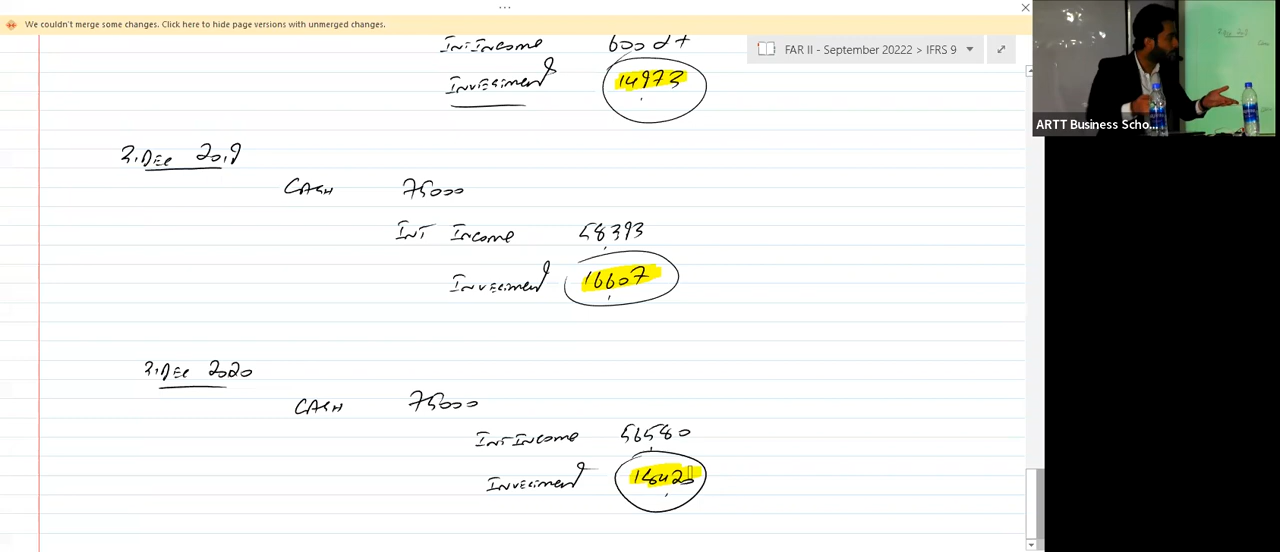 We couldn't merge some changes. Click here to hide page versions with unmerged changes.
FAR II - September 20222 > IFRS 9
ARTT Business Scho...
INT INCOME
Investment 14973
31 DEC 2019
CASH 75000
INT Income 58393
Investment 16607
31 DEC 2020
CASH 75000
INT INCOME 56580
Investment